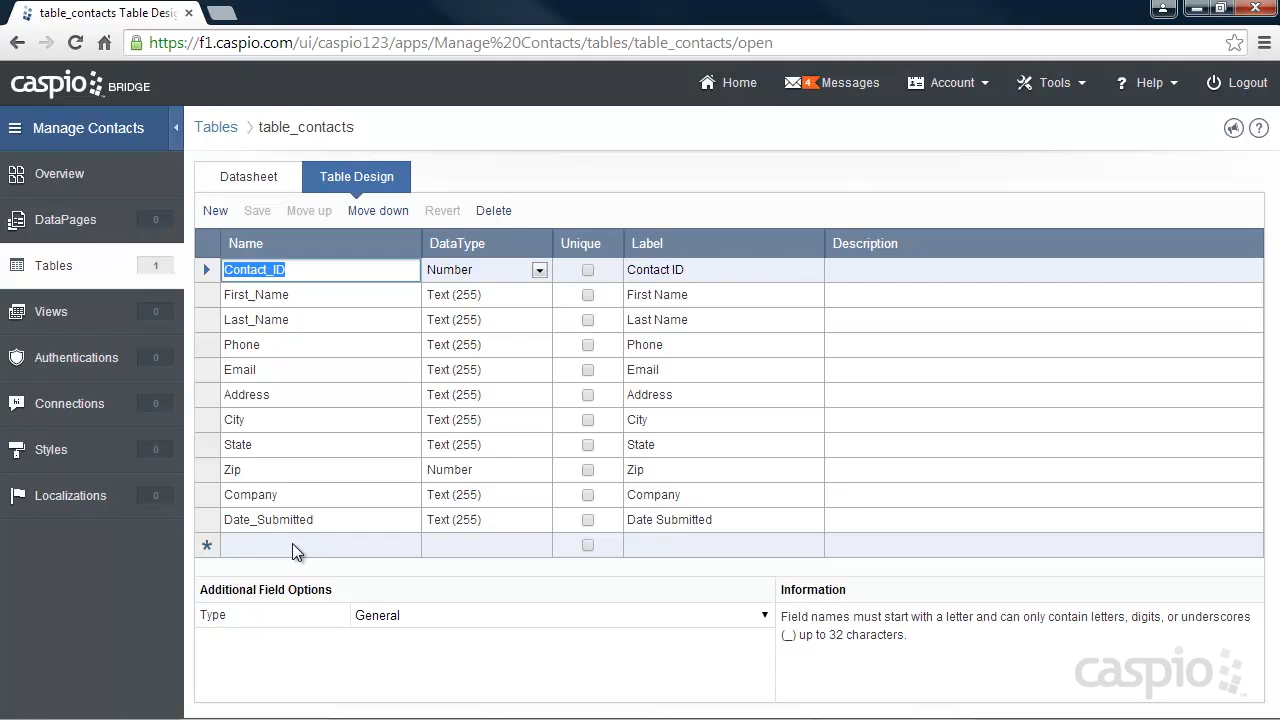 table_contacts Table Desi
https://f1.caspio.com/ui/caspio123/apps/Manage%20Contacts/tables/table_contacts/open
caspio BRIDGE
Home
4 Messages
Account
Tools
? Help
Logout
Manage Contacts
Tables table_contacts
?
Overview
DataPages 0
Tables 1
Views 0
Authentications 0
hi Connections 0
Styles 0
Localizations 0
Datasheet Table Design
New Save Move up Move down Revert Delete
Name DataType Unique Label Description
Contact_ID Number Contact ID
First_Name Text (255) First Name
Last_Name Text (255) Last Name
Phone Text (255) Phone
Email Text (255) Email
Address Text (255) Address
City Text (255) City
State Text (255) State
Zip Number Zip
Company Text (255) Company
Date_Submitted Text (255) Date Submitted
*
Additional Field Options
Type General
Information
Field names must start with a letter and can only contain letters, digits, or underscores
(_) up to 32 characters.
caspio